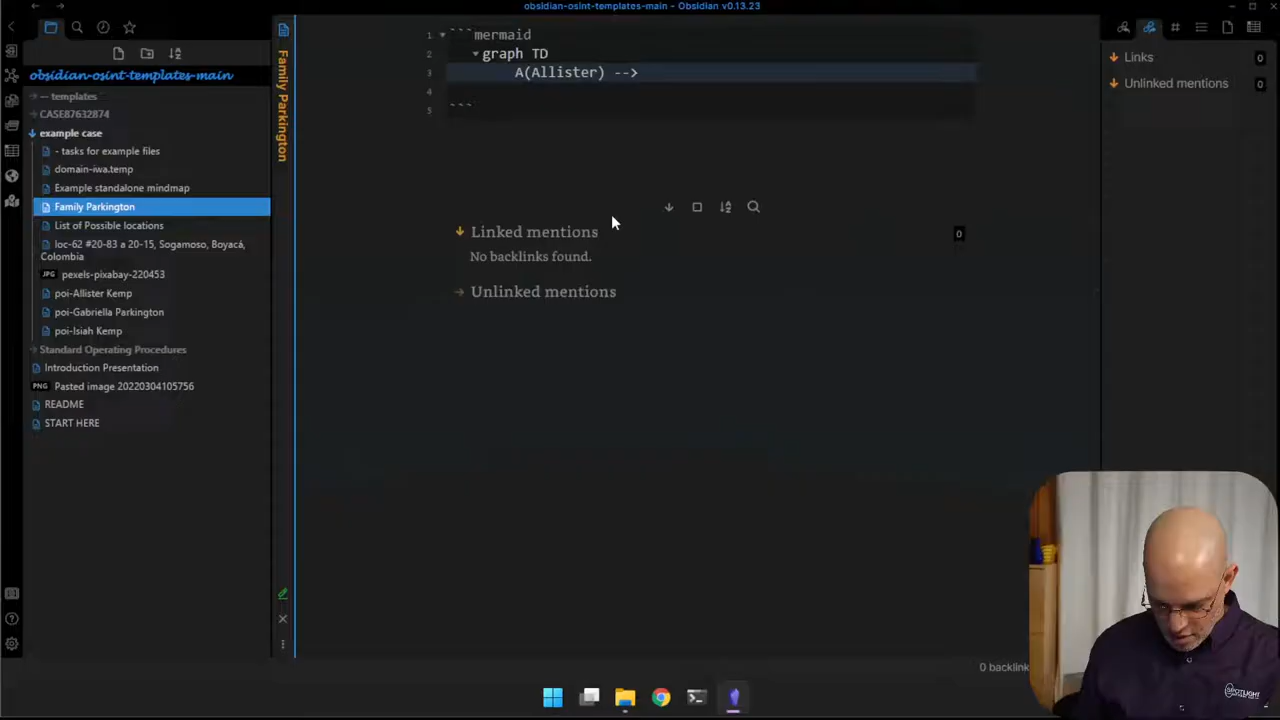 obsidian-osint-templates-main - Obsidian v0.13.23
obsidian-osint-templates-main
-- templates
CASE87632874
example case
- tasks for example files
domain-iwa.temp
Example standalone mindmap
Family Parkington
List of Possible locations
loc-62 #20-83 a 20-15, Sogamoso, Boyacá,
Colombia
JPG pexels-pixabay-220453
poi-Allister Kemp
poi-Gabriella Parkington
poi-Isiah Kemp
Standard Operating Procedures
Introduction Presentation
PNG Pasted image 20220304105756
README
START HERE
Family Parkington
1 ```mermaid
2 graph TD
3 A(Allister) -->
4
5 ```
Linked mentions 0
No backlinks found.
Unlinked mentions
Links 0
Unlinked mentions 0
0 backlink
SPOTLIGHT